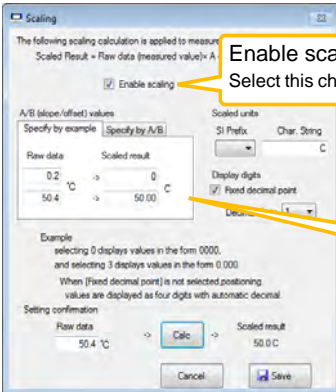 Scaling
The following scaling calculation is applied to measure
Scaled Result = Raw data (measured value)× A
Enable sca
Select this ch
Enable scaling
A/B (slope/offset) values
Scaled units
Specify by example Specify by A/B
SI Prefix Char. String
C
Raw data Scaled result
0.2 °C -> 0 C
50.4 -> 50.00
Display digits
Fixed decimal point
1
Example
selecting 0 displays values in the form 0000,
and selecting 3 displays values in the form 0.000
When [Fixed decimal point] is not selected,positioning
values are displayed as four digits with automatic decimal.
Setting confirmation
Raw data Scaled result
50.4 °C -> Calc -> 50.0 C
Cancel Save